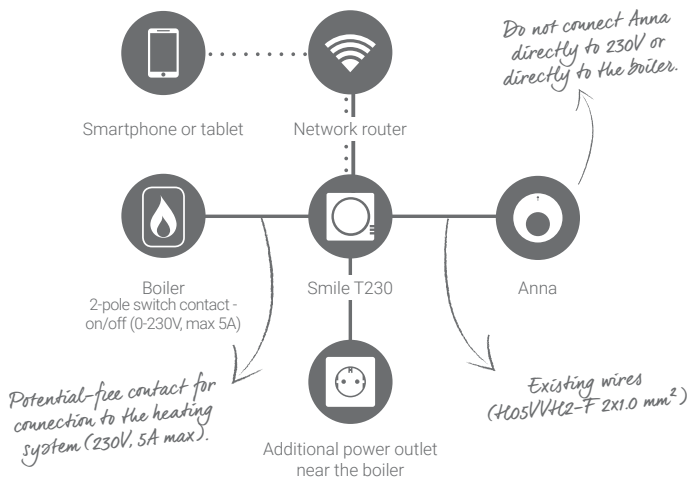 Do not connect Anna
directly to 230V or
directly to the boiler.
Smartphone or tablet
Network router
Boiler
2-pole switch contact -
on/off (0-230V, max 5A)
Smile T230
Anna
Potential-free contact for
connection to the heating
system (230V, 5A max).
Existing wires
(H05VVH2-F 2x1.0 mm²)
Additional power outlet
near the boiler